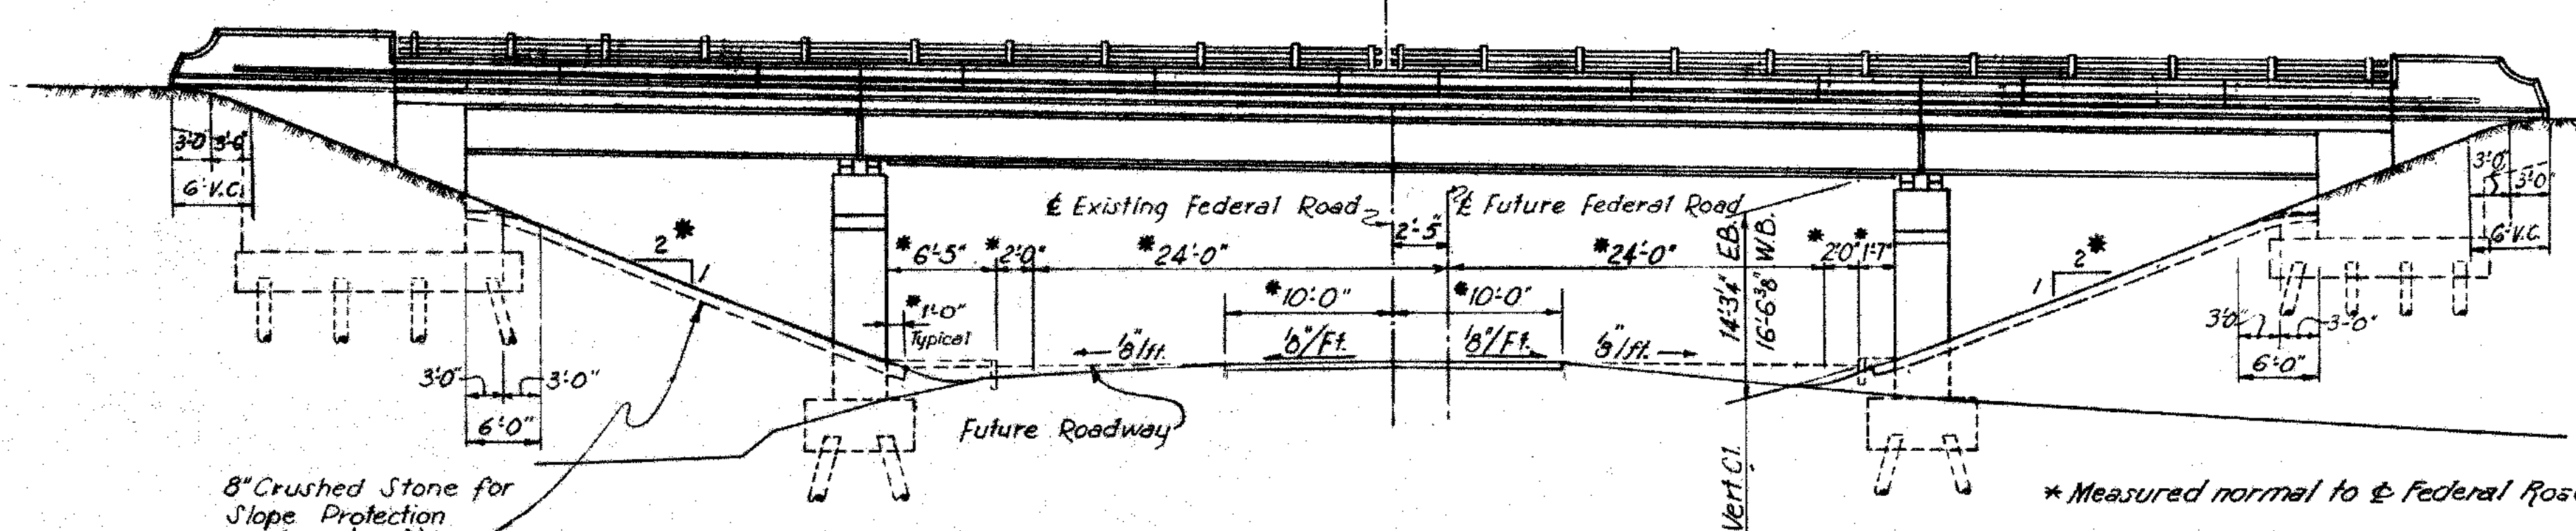 3'-0" 3'-0"
6' V.C.
℄ Existing Federal Road
℄ Future Federal Road
2'-5"
* 6'-5"
* 2'-0"
* 24'-0"
* 24'-0"
* 2'-0"
* 1'-7"
14'-3¼" E.B.
16'-6⅜" W.B.
Vert. Cl.
2 *
1
* 1'-0"
Typical
* 10'-0"
* 10'-0"
⅛"/ft.
⅛"/Ft.
⅛"/Ft.
⅛"/ft.
2 *
1
3'-0"
3'-0"
6' V.C.
3'-0"
3'-0"
6'-0"
3'-0"
3'-0"
6'-0"
Future Roadway
8" Crushed Stone for
Slope Protection
* Measured normal to ℄ Federal Road